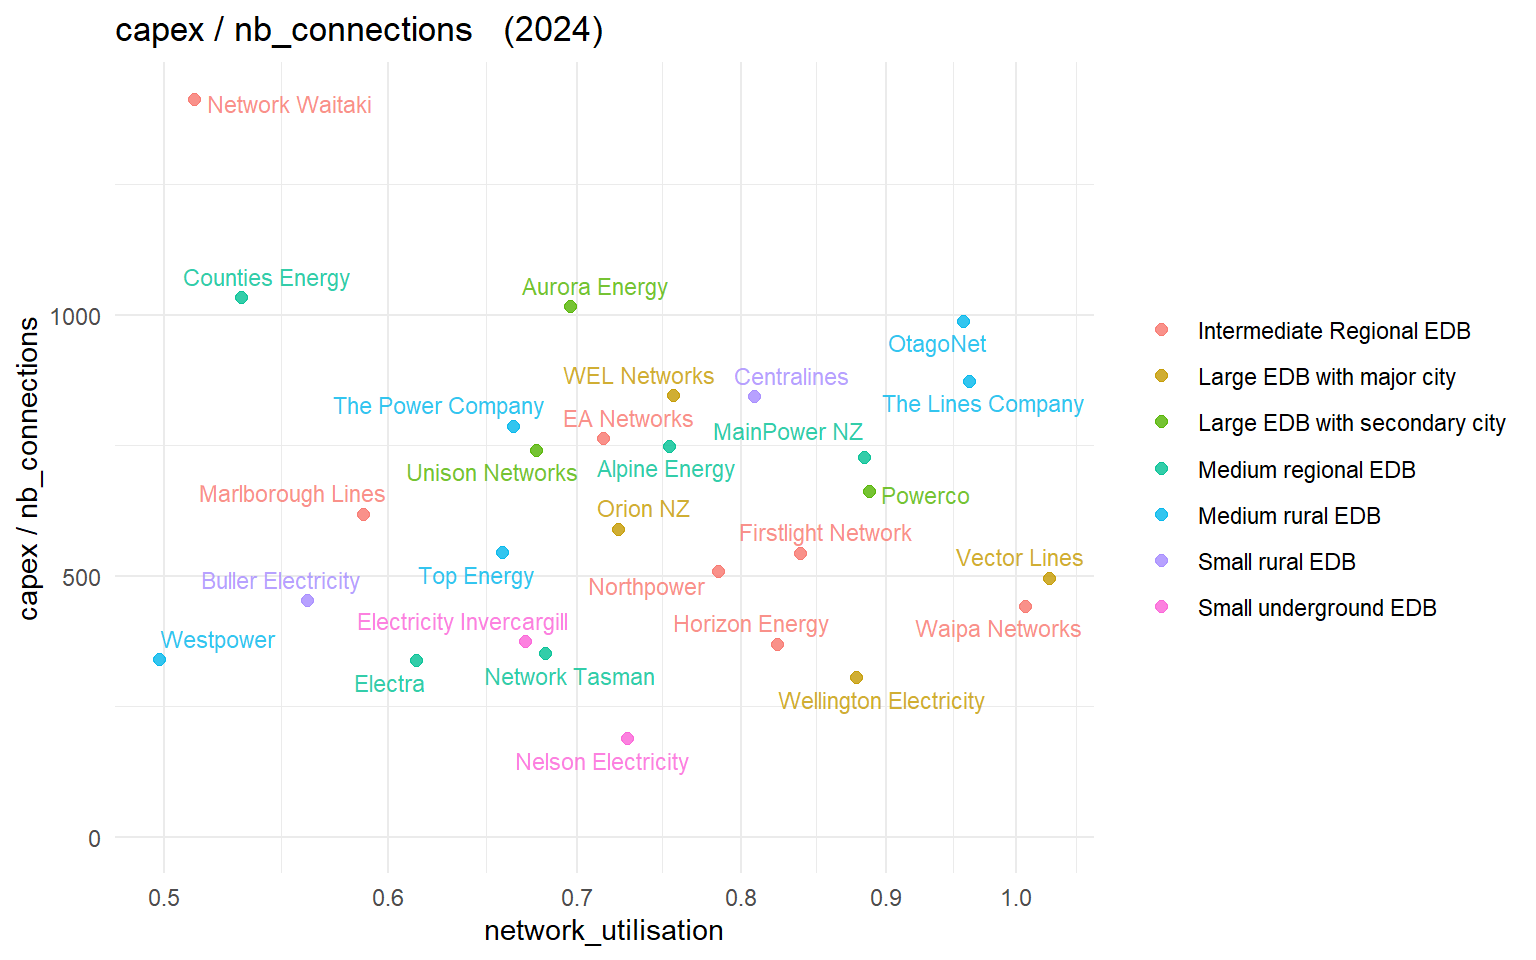 capex / nb_connections (2024)
Network Waitaki
Counties Energy
Aurora Energy
1000
OtagoNet
WEL Networks
Centralines
The Lines Company
The Power Company
EA Networks
MainPower NZ
Unison Networks
Alpine Energy
Marlborough Lines
Powerco
Orion NZ
Firstlight Network
Vector Lines
500
Buller Electricity
Top Energy
Northpower
Electricity Invercargill
Horizon Energy
Waipa Networks
Westpower
Electra
Network Tasman
Wellington Electricity
Nelson Electricity
0
capex / nb_connections
0.5 0.6 0.7 0.8 0.9 1.0
network_utilisation
Intermediate Regional EDB
Large EDB with major city
Large EDB with secondary city
Medium regional EDB
Medium rural EDB
Small rural EDB
Small underground EDB